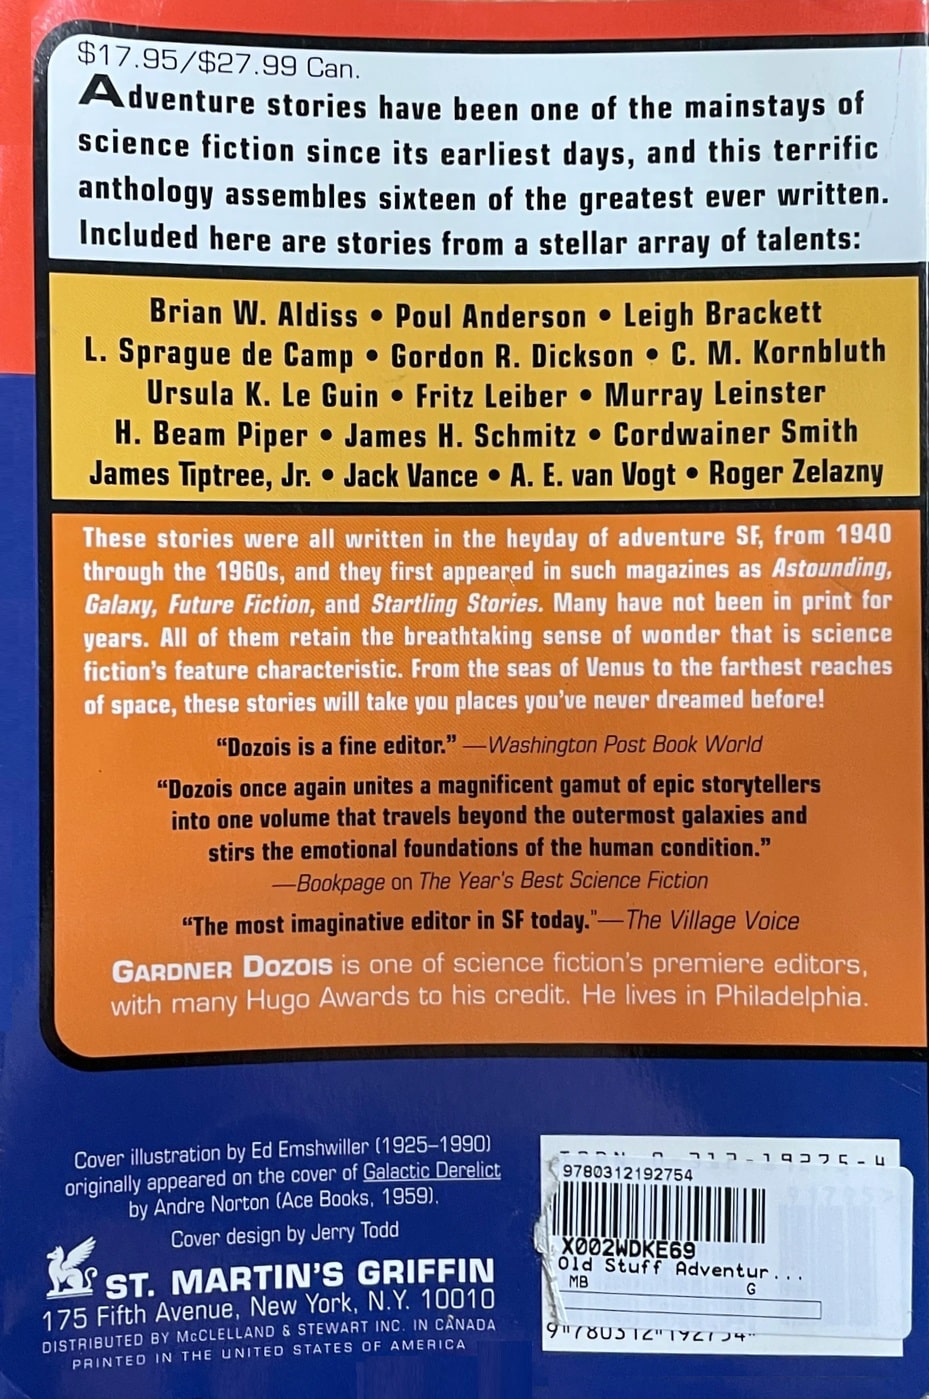 $17.95/$27.99 Can.
Adventure stories have been one of the mainstays of
science fiction since its earliest days, and this terrific
anthology assembles sixteen of the greatest ever written.
Included here are stories from a stellar array of talents:
Brian W. Aldiss • Poul Anderson • Leigh Brackett
L. Sprague de Camp • Gordon R. Dickson • C. M. Kornbluth
Ursula K. Le Guin • Fritz Leiber • Murray Leinster
H. Beam Piper • James H. Schmitz • Cordwainer Smith
James Tiptree, Jr. • Jack Vance • A. E. van Vogt • Roger Zelazny
These stories were all written in the heyday of adventure SF, from 1940
through the 1960s, and they first appeared in such magazines as Astounding,
Galaxy, Future Fiction, and Startling Stories. Many have not been in print for
years. All of them retain the breathtaking sense of wonder that is science
fiction's feature characteristic. From the seas of Venus to the farthest reaches
of space, these stories will take you places you've never dreamed before!
“Dozois is a fine editor.” —Washington Post Book World
“Dozois once again unites a magnificent gamut of epic storytellers
into one volume that travels beyond the outermost galaxies and
stirs the emotional foundations of the human condition.”
—Bookpage on The Year's Best Science Fiction
“The most imaginative editor in SF today."—The Village Voice
GARDNER DOZOIS is one of science fiction's premiere editors,
with many Hugo Awards to his credit. He lives in Philadelphia.
Cover illustration by Ed Emshwiller (1925–1990)
originally appeared on the cover of Galactic Derelict
by Andre Norton (Ace Books, 1959).
Cover design by Jerry Todd
ST. MARTIN'S GRIFFIN
175 Fifth Avenue, New York, N.Y. 10010
DISTRIBUTED BY McCLELLAND & STEWART INC. IN CANADA
PRINTED IN THE UNITED STATES OF AMERICA
9780312192754
X002WDKE69
Old Stuff Adventur...
MB
G